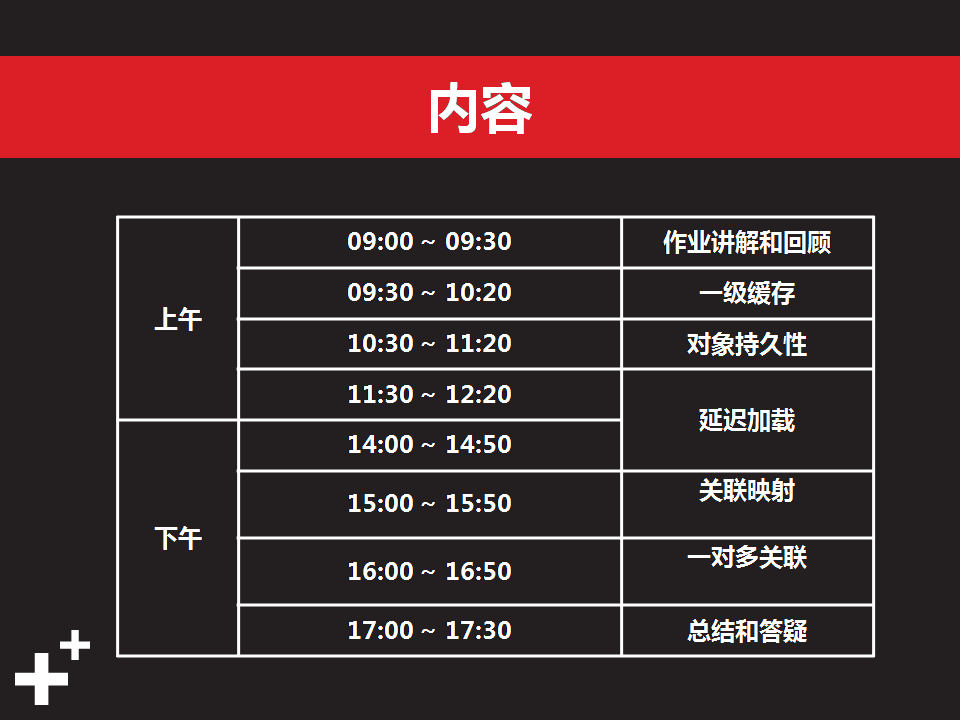 内容
上午
09:00 ~ 09:30 作业讲解和回顾
09:30 ~ 10:20 一级缓存
10:30 ~ 11:20 对象持久性
11:30 ~ 12:20 延迟加载
下午
14:00 ~ 14:50
15:00 ~ 15:50 关联映射
16:00 ~ 16:50 一对多关联
17:00 ~ 17:30 总结和答疑